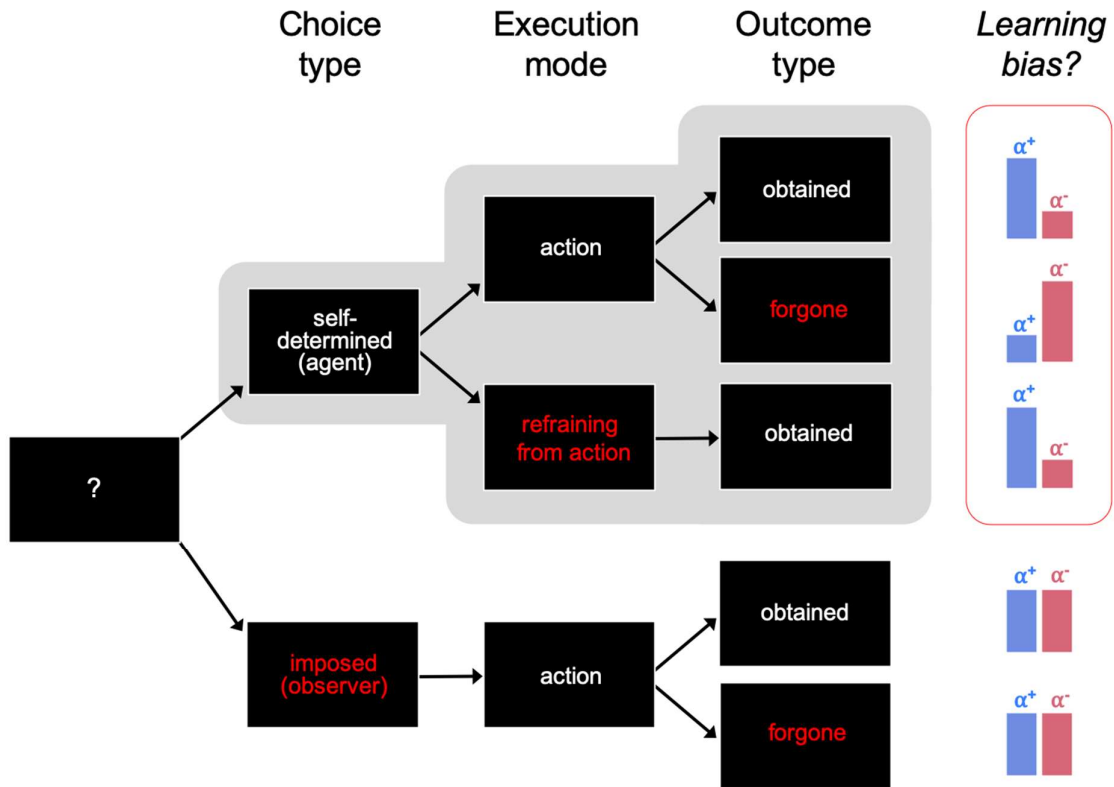 Choice
type
Execution
mode
Outcome
type
Learning
bias?
?
self-
determined
(agent)
action
obtained
α⁺
α⁻
forgone
α⁺
α⁻
refraining
from action
obtained
α⁺
α⁻
imposed
(observer)
action
obtained
α⁺ α⁻
forgone
α⁺ α⁻